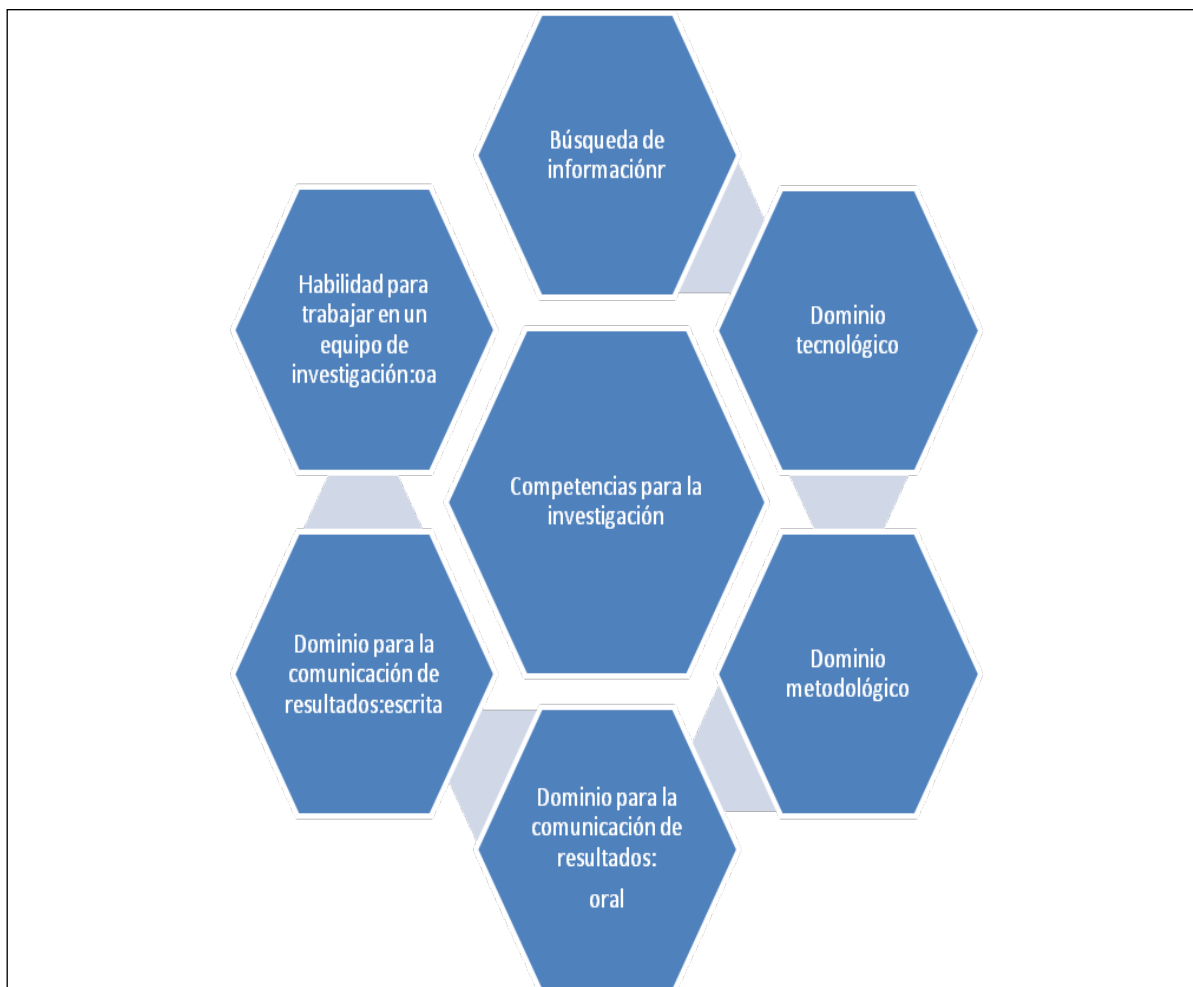 Búsqueda de
informaciónr
Dominio
tecnológico
Dominio
metodológico
Dominio para la
comunicación de
resultados:
oral
Dominio para la
comunicación de
resultados:escrita
Habilidad para
trabajar en un
equipo de
investigación:oa
Competencias para la
investigación